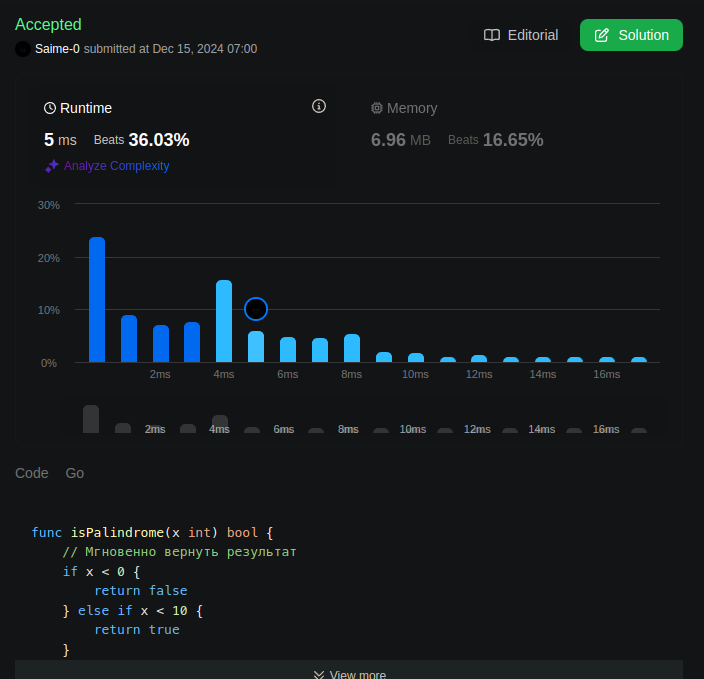 Accepted
Editorial
Solution
Saime-0 submitted at Dec 15, 2024 07:00
Runtime
Memory
5 ms Beats 36.03%
6.96 MB Beats 16.65%
Analyze Complexity
30%
20%
10%
0%
2ms 4ms 6ms 8ms 10ms 12ms 14ms 16ms
2ms 4ms 6ms 8ms 10ms 12ms 14ms 16ms
Code Go
func isPalindrome(x int) bool {
// Мгновенно вернуть результат
if x < 0 {
return false
} else if x < 10 {
return true
}
View more